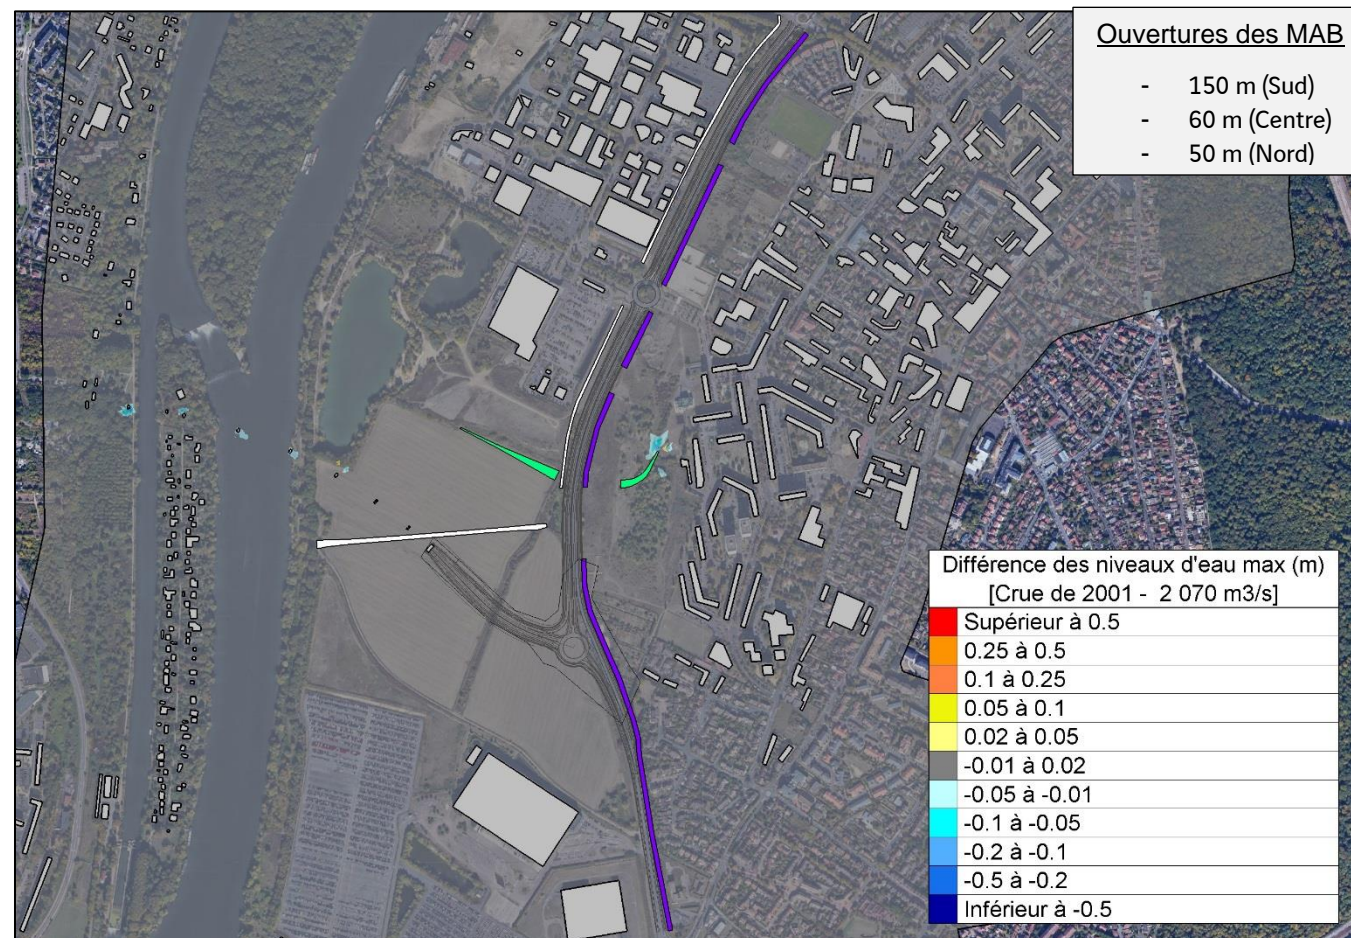 Ouvertures des MAB
- 150 m (Sud)
- 60 m (Centre)
- 50 m (Nord)
Différence des niveaux d'eau max (m)
[Crue de 2001 - 2 070 m3/s]
Supérieur à 0.5
0.25 à 0.5
0.1 à 0.25
0.05 à 0.1
0.02 à 0.05
-0.01 à 0.02
-0.05 à -0.01
-0.1 à -0.05
-0.2 à -0.1
-0.5 à -0.2
Inférieur à -0.5